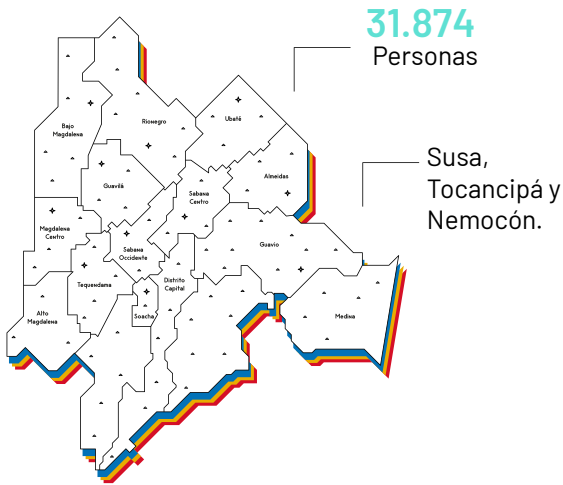 31.874
Personas
Susa,
Tocancipá y
Nemocón.
Bajo
Magdalena
Rionegro
Ubaté
Gualivá
Sabana
Centro
Almeidas
Magdalena
Centro
Sabana
Occidente
Guavio
Tequendama
Distrito
Capital
Soacha
Alto
Magdalena
Medina